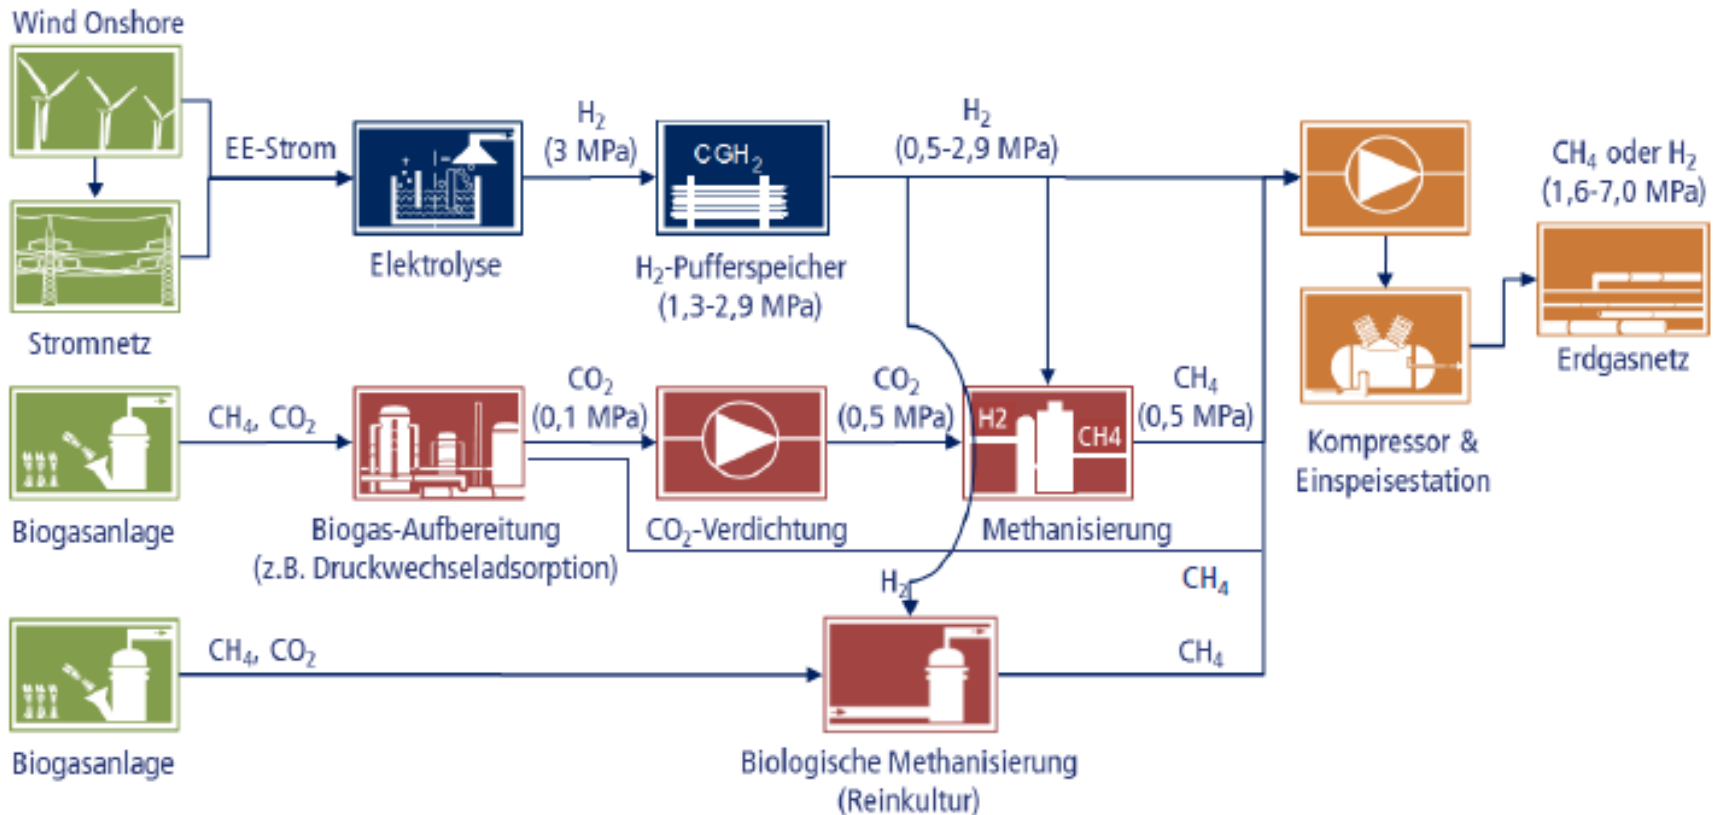 Wind Onshore
EE-Strom
H₂
(3 MPa)
CGH₂
H₂
(0,5-2,9 MPa)
CH₄ oder H₂
(1,6-7,0 MPa)
Elektrolyse
H₂-Pufferspeicher
(1,3-2,9 MPa)
Stromnetz
Erdgasnetz
CH₄, CO₂
CO₂
(0,1 MPa)
CO₂
(0,5 MPa)
H2
CH4
CH₄
(0,5 MPa)
Kompressor &
Einspeisestation
Biogasanlage
Biogas-Aufbereitung
(z.B. Druckwechseladsorption)
CO₂-Verdichtung
Methanisierung
H₂
CH₄
CH₄, CO₂
CH₄
Biogasanlage
Biologische Methanisierung
(Reinkultur)